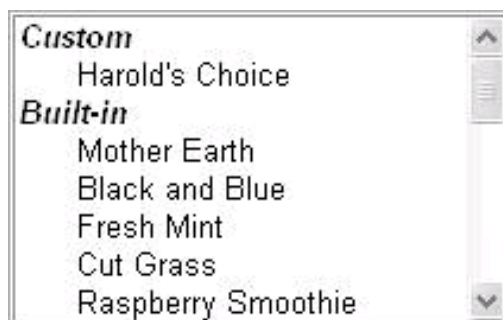 Custom
Harold's Choice
Built-in
Mother Earth
Black and Blue
Fresh Mint
Cut Grass
Raspberry Smoothie